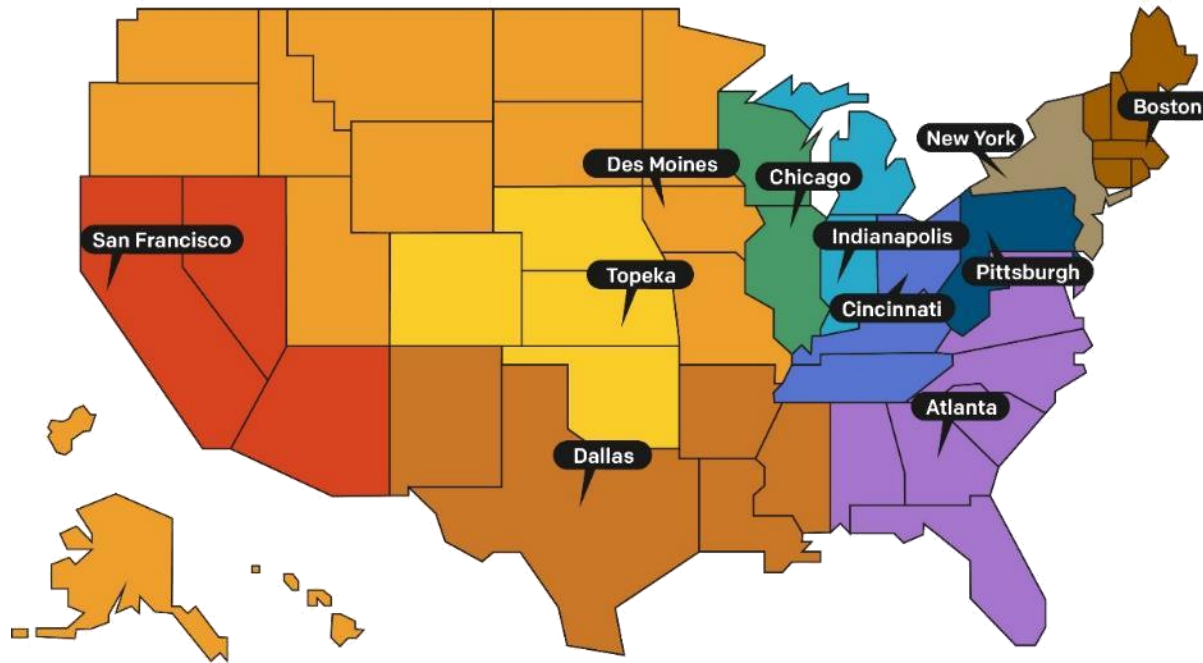 Boston
New York
Des Moines
Chicago
San Francisco
Indianapolis
Topeka
Pittsburgh
Cincinnati
Atlanta
Dallas